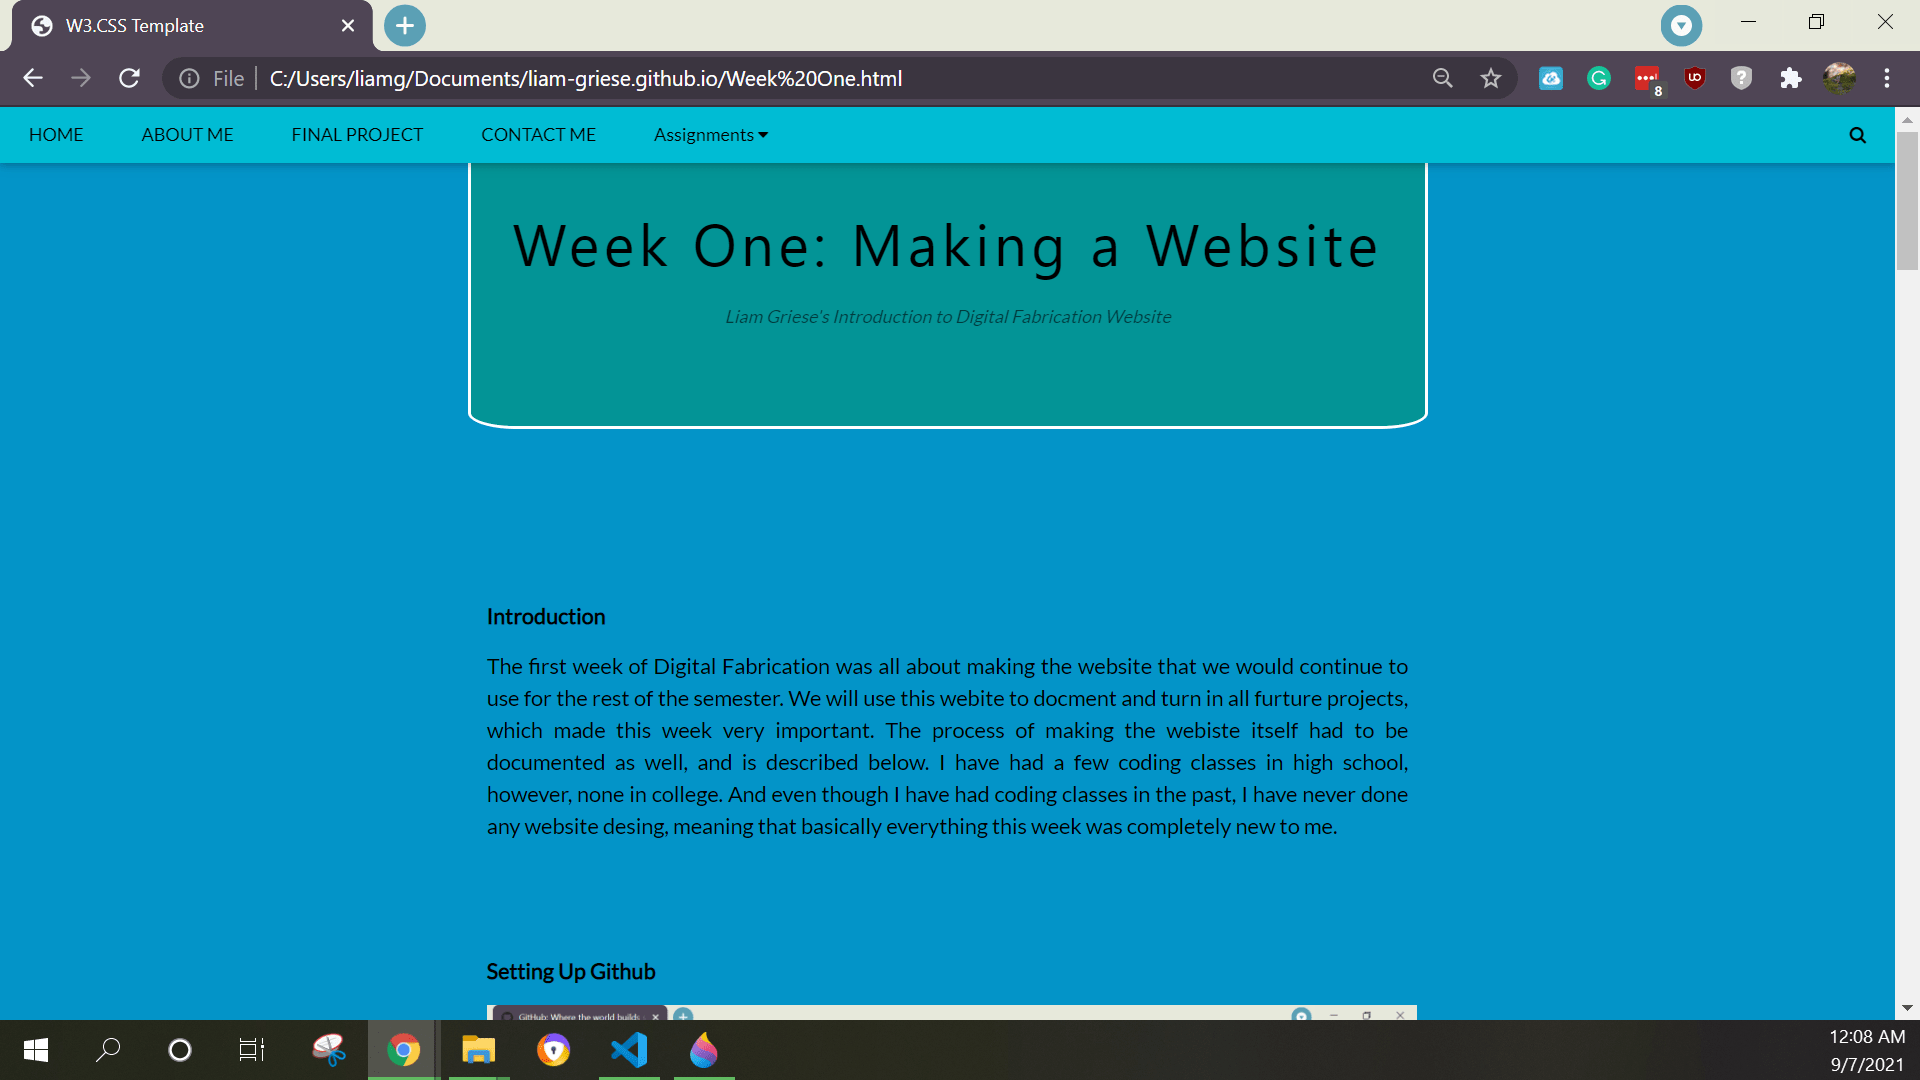 W3.CSS Template
File
C:/Users/liamg/Documents/liam-griese.github.io/Week%20One.html
8
HOME
ABOUT ME
FINAL PROJECT
CONTACT ME
Assignments
Week One: Making a Website
Liam Griese's Introduction to Digital Fabrication Website
Introduction
The first week of Digital Fabrication was all about making the website that we would continue to
use for the rest of the semester. We will use this webite to docment and turn in all furture projects,
which made this week very important. The process of making the webiste itself had to be
documented as well, and is described below. I have had a few coding classes in high school,
however, none in college. And even though I have had coding classes in the past, I have never done
any website desing, meaning that basically everything this week was completely new to me.
Setting Up Github
GitHub: Where the world builds
12:08 AM
9/7/2021